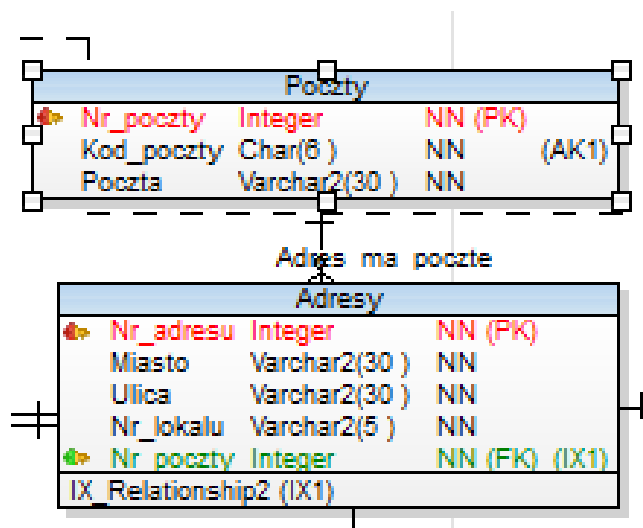 Poczty
Nr_poczty Integer NN (PK)
Kod_poczty Char(6 ) NN (AK1)
Poczta Varchar2(30 ) NN
Adres ma poczte
Adresy
Nr_adresu Integer NN (PK)
Miasto Varchar2(30 ) NN
Ulica Varchar2(30 ) NN
Nr_lokalu Varchar2(5 ) NN
Nr_poczty Integer NN (FK) (IX1)
IX_Relationship2 (IX1)